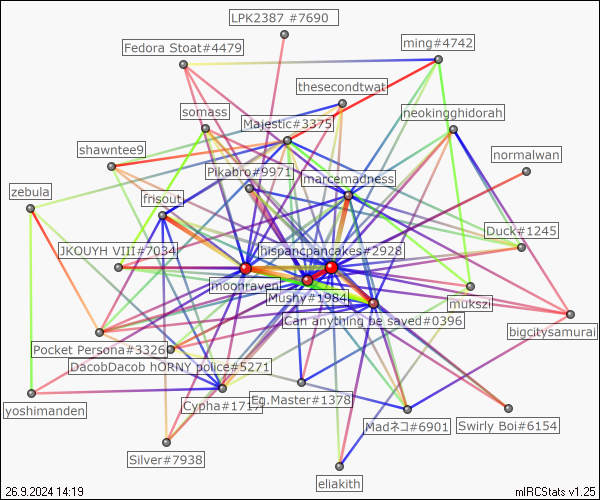 LPK2387 #7690
Fedora Stoat#4479
ming#4742
thesecondtwat
somass
neokingghidorah
Majestic#3375
shawntee9
normalwan
Pikabro#9971
marcemadness
zebula
frisout
Duck#1245
JKOUYH VIII#7034
hispancpancakes#2928
moonraven
Mushy#1984
mukszi
Can anything be saved#0396
bigcitysamurai
Pocket Persona#3326
DacobDacob hORNY police#5271
Eg.Master#1378
yoshimanden
Cypha#1717
Madネコ#6901
Swirly Boi#6154
Silver#7938
eliakith
26.9.2024 14:19
mIRCStats v1.25